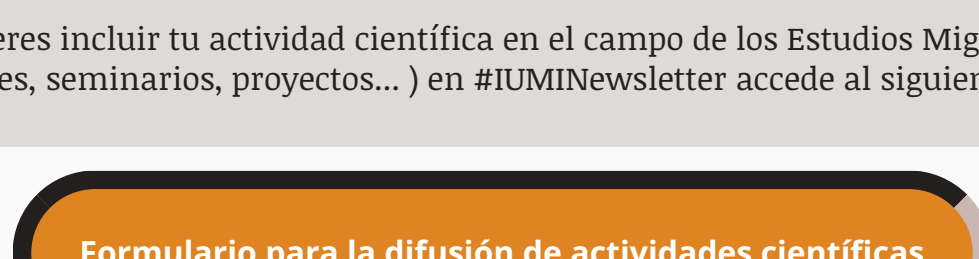 eres incluir tu actividad científica en el campo de los Estudios Mig
es, seminarios, proyectos... ) en #IUMINewsletter accede al siguien
Formulario para la difusión de actividades científicas